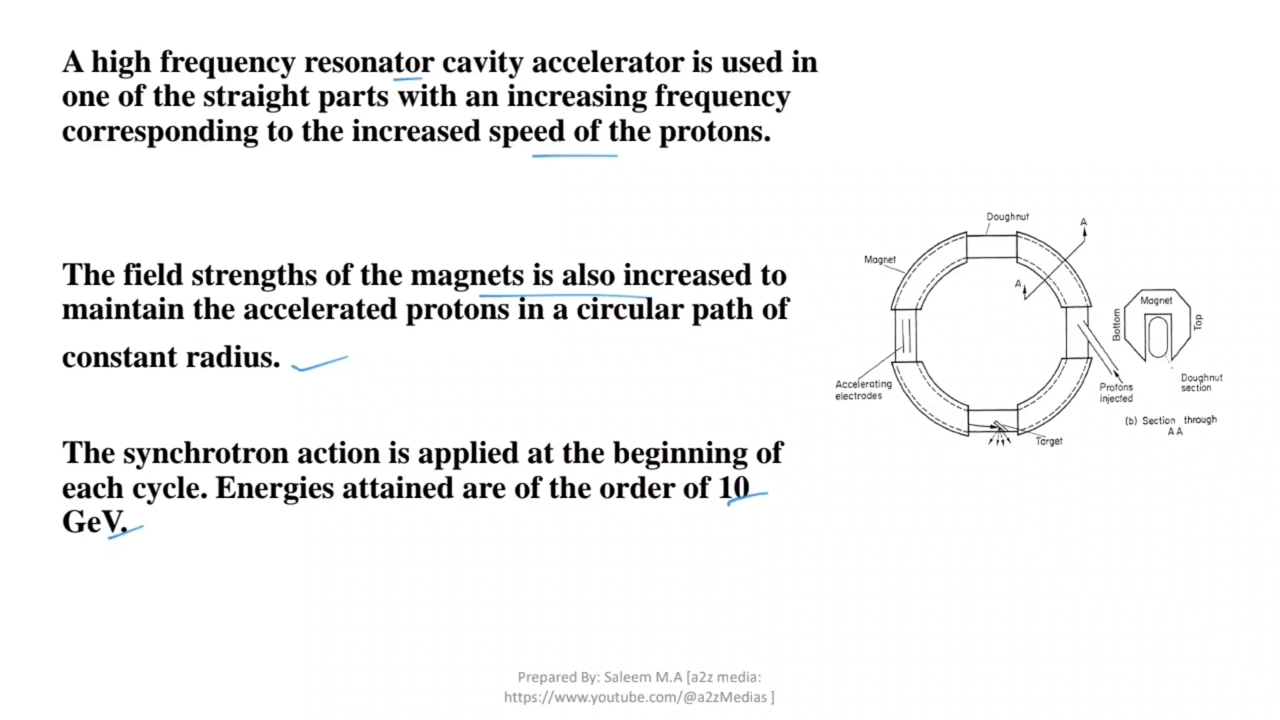 A high frequency resonator cavity accelerator is used in
one of the straight parts with an increasing frequency
corresponding to the increased speed of the protons.
The field strengths of the magnets is also increased to
maintain the accelerated protons in a circular path of
constant radius.
The synchrotron action is applied at the beginning of
each cycle. Energies attained are of the order of 10
GeV.
Doughnut
A
Magnet
A
Magnet
Bottom
Top
Accelerating
electrodes
Protons
injected
Doughnut
section
(b) Section through
A A
Target
Prepared By: Saleem M.A [a2z media:
https://www.youtube.com/@a2zMedias ]